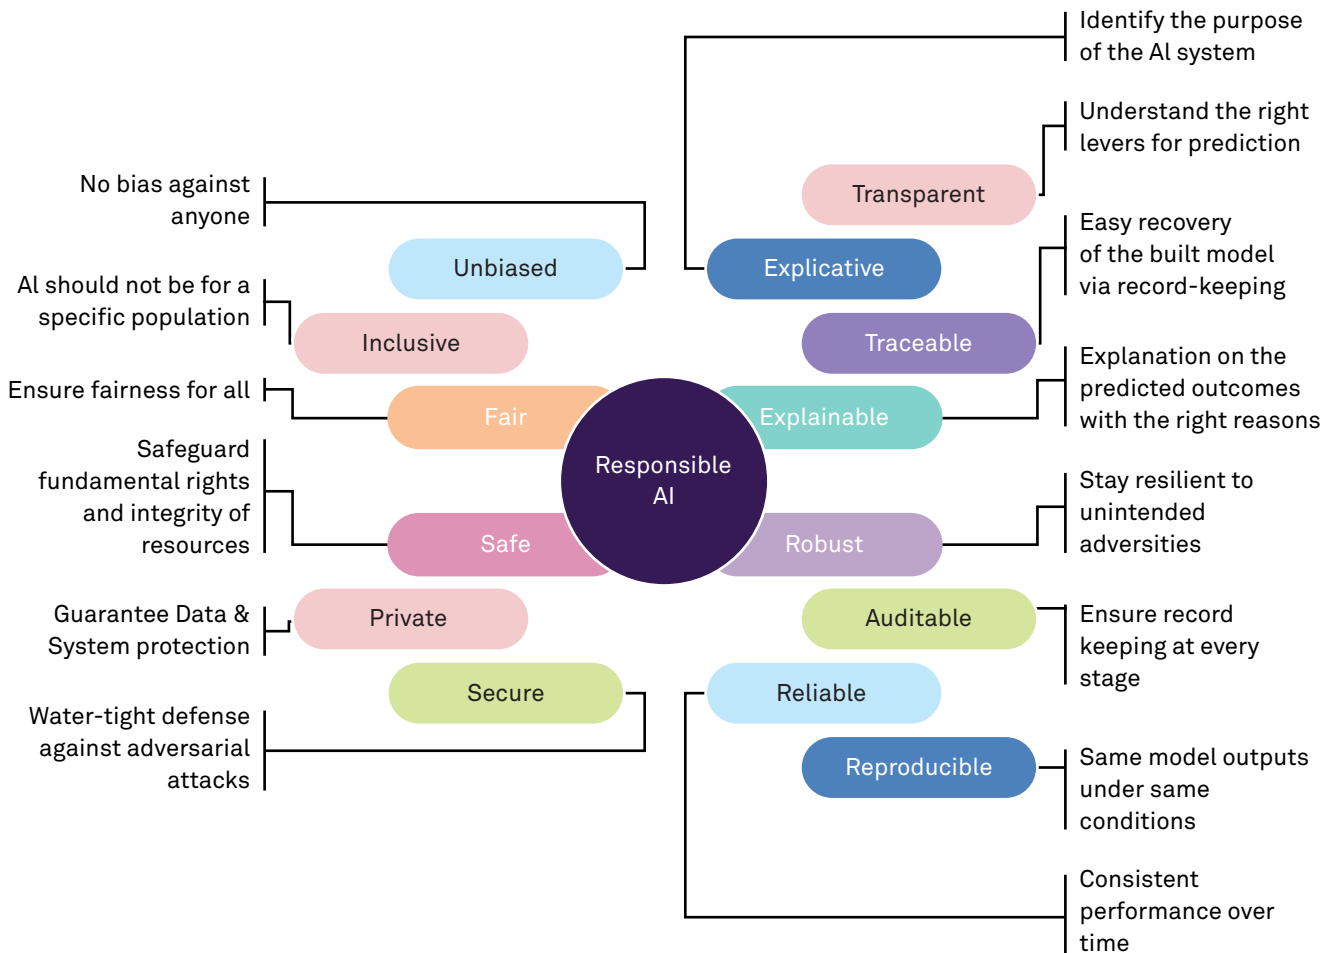 Identify the purpose
of the AI system
Understand the right
levers for prediction
Transparent
No bias against
anyone
Easy recovery
of the built model
via record-keeping
Unbiased
Explicative
AI should not be for a
specific population
Inclusive
Traceable
Explanation on the
predicted outcomes
with the right reasons
Ensure fairness for all
Fair
Explainable
Safeguard
fundamental rights
and integrity of
resources
Responsible
AI
Stay resilient to
unintended
adversities
Safe
Robust
Guarantee Data &
System protection
Private
Auditable
Ensure record
keeping at every
stage
Secure
Reliable
Water-tight defense
against adversarial
attacks
Reproducible
Same model outputs
under same
conditions
Consistent
performance over
time